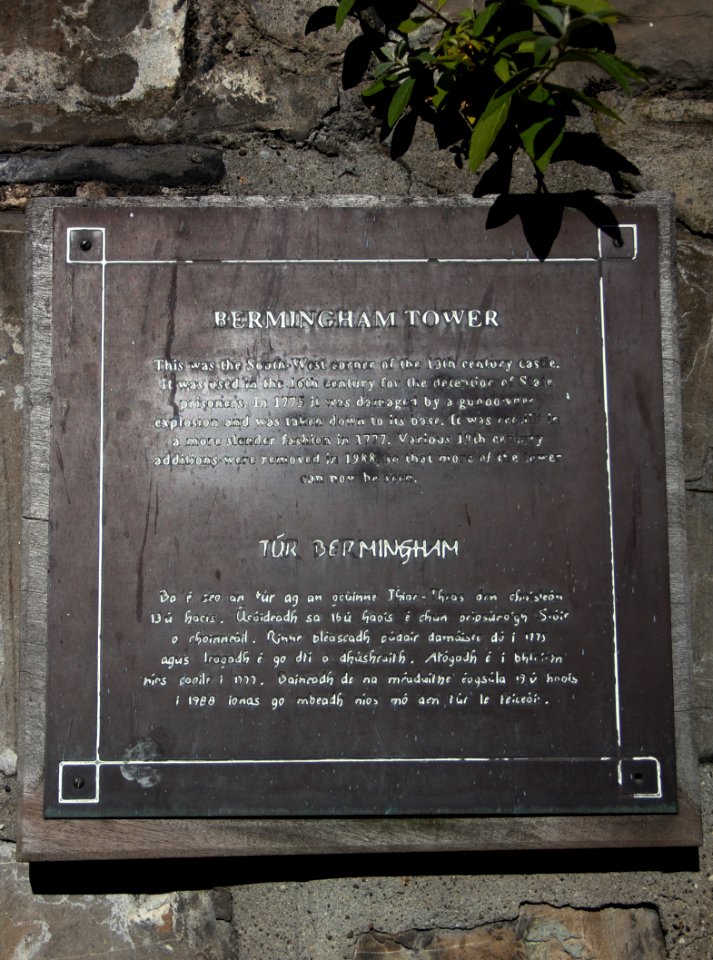 BERMINGHAM TOWER
This was the South-West corner of the 13th century castle.
It was used in the 16th century for the detention of State
prisoners. In 1775 it was damaged by a gunpowder
explosion and was taken down to its base. It was rebuilt in
a more slender fashion in 1777. Various 19th century
additions were removed in 1988, so that more of the tower
can now be seen.
TÚR BERMINGHAM
Ba é seo an túr ag an gcúinne Thiar-Theas den chaisleán
13ú haois. Úsáideadh sa 16ú haois é chun príosúnaigh Stáit
a choinneáil. Rinne pléascadh púdair damáiste dó i 1775
agus leagadh é go dtí a dhúshraith. Atógadh é i bhfaisean
níos caoile i 1777. Baineadh de na méaduithe éagsúla 19ú haois
i 1988 ionas go mbeadh níos mó den túr le feiceáil.